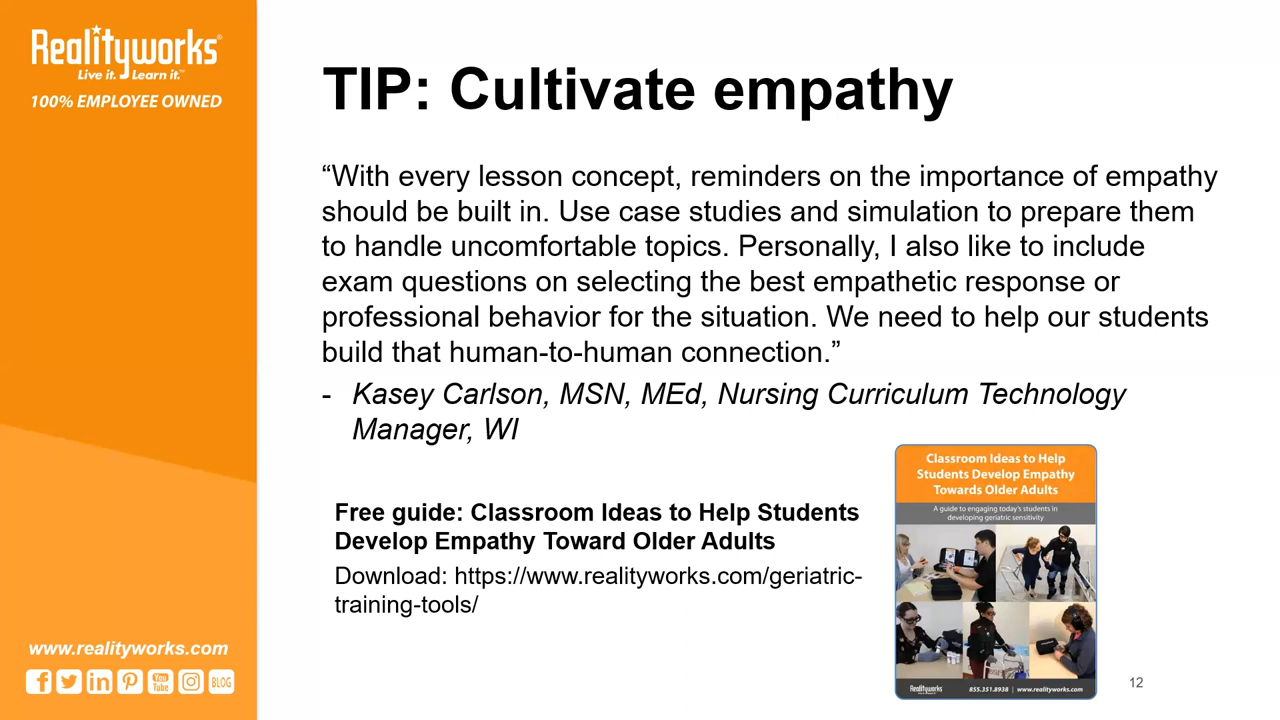 Realityworks®
Live it. Learn it.™
100% EMPLOYEE OWNED
TIP: Cultivate empathy
“With every lesson concept, reminders on the importance of empathy
should be built in. Use case studies and simulation to prepare them
to handle uncomfortable topics. Personally, I also like to include
exam questions on selecting the best empathetic response or
professional behavior for the situation. We need to help our students
build that human-to-human connection.”
- Kasey Carlson, MSN, MEd, Nursing Curriculum Technology
Manager, WI
Free guide: Classroom Ideas to Help Students
Develop Empathy Toward Older Adults
Download: https://www.realityworks.com/geriatric-
training-tools/
Classroom Ideas to Help
Students Develop Empathy
Towards Older Adults
A guide to engaging today's students in
developing geriatric sensitivity
Realityworks
855.351.8938 | www.realityworks.com
www.realityworks.com
You Tube
BLOG
12